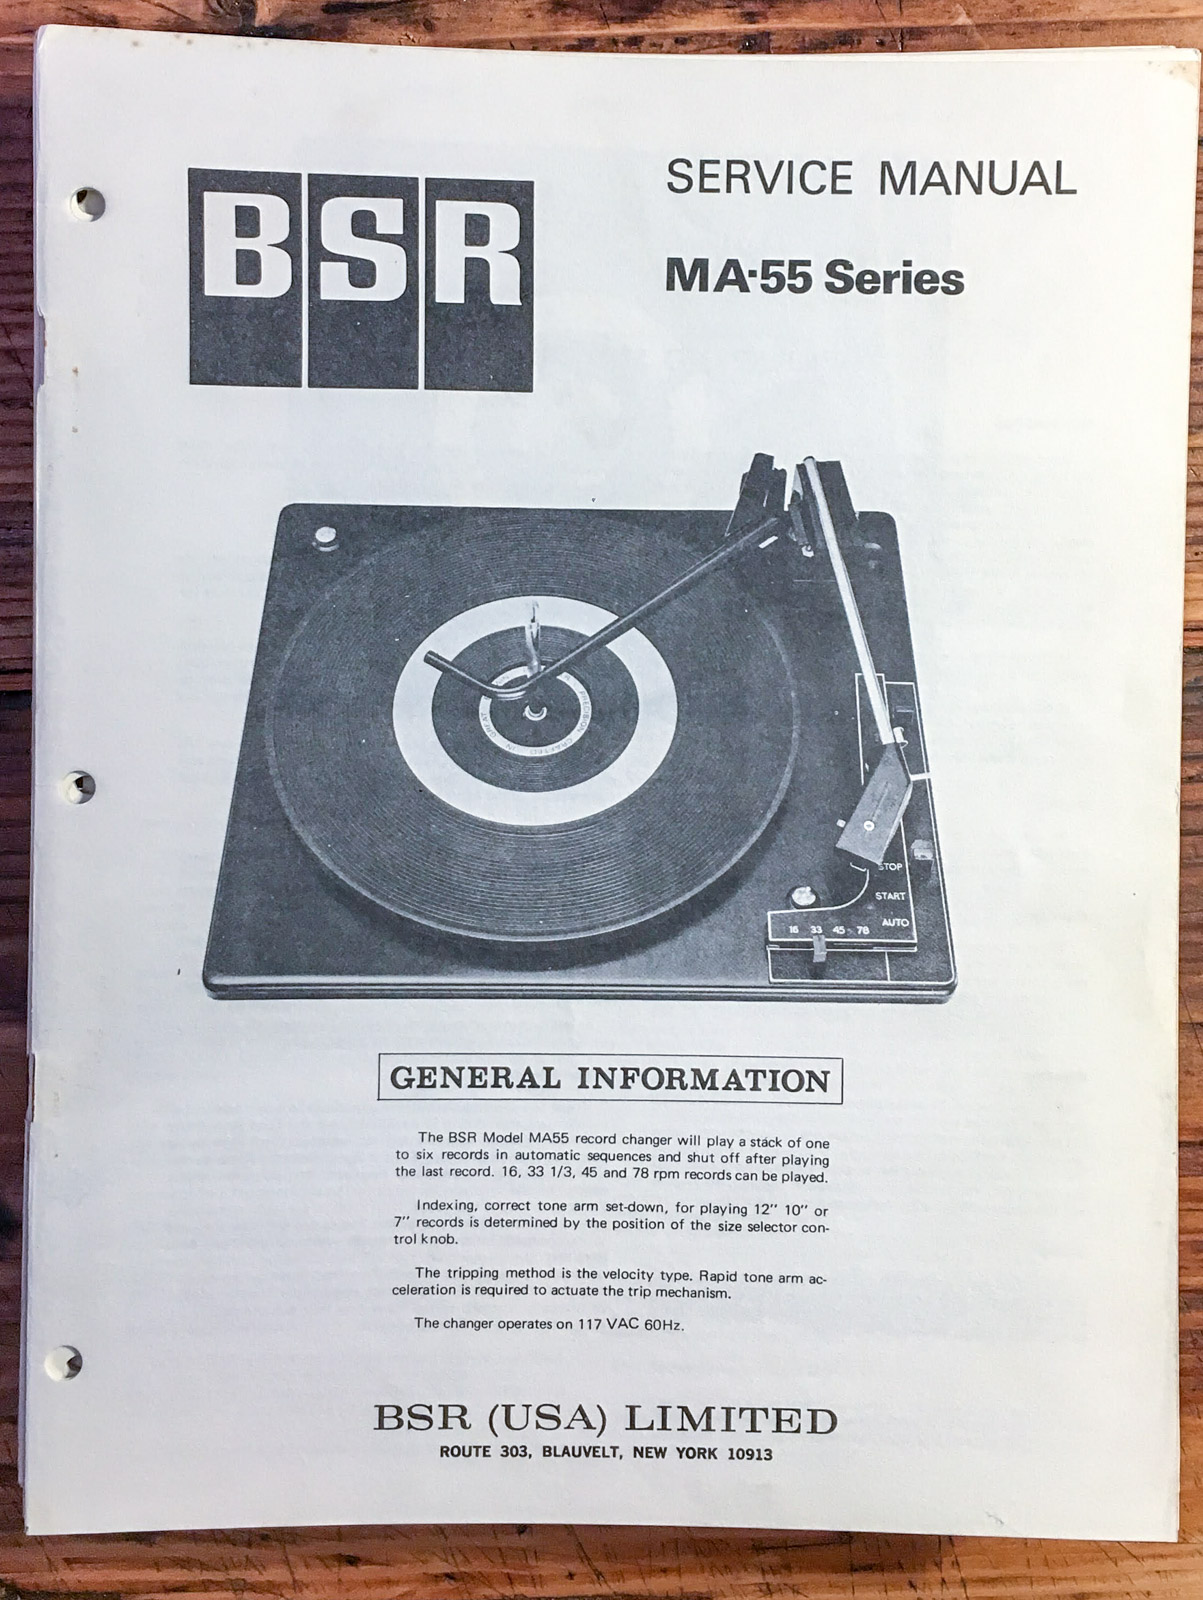 BSR
SERVICE MANUAL
MA-55 Series
PRECISION CRAFTED IN GREAT
STOP
START
AUTO
16 33 45 78
GENERAL INFORMATION
The BSR Model MA55 record changer will play a stack of one
to six records in automatic sequences and shut off after playing
the last record. 16, 33 1/3, 45 and 78 rpm records can be played.
Indexing, correct tone arm set-down, for playing 12" 10" or
7" records is determined by the position of the size selector con-
trol knob.
The tripping method is the velocity type. Rapid tone arm ac-
celeration is required to actuate the trip mechanism.
The changer operates on 117 VAC 60Hz.
BSR (USA) LIMITED
ROUTE 303, BLAUVELT, NEW YORK 10913